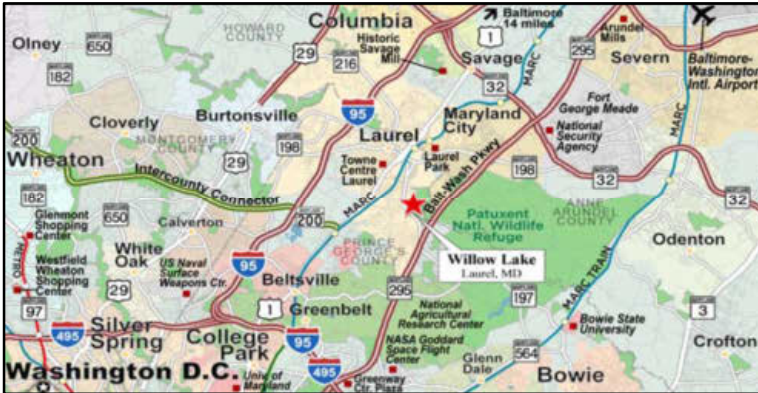 Columbia
Baltimore
14 miles
Arundel
Mills
HOWARD
COUNTY
Historic
Savage
Mill
Olney
650
29
216
1
295
Severn
Savage
182
32
MARC
MARC
Baltimore-
Washington
Intl. Airport
Cloverly
Burtonsville
95
Maryland
City
Fort
George Meade
MONTGOMERY
COUNTY
Laurel
200
Wheaton
29
198
Towne
Centre
Laurel
Laurel
Park
National
Security
Agency
Intercounty Connector
Balt-Wash Pkwy
198
32
182
MARC
32
Glenmont
Shopping
Center
650
Calverton
200
Patuxent
Natl. Wildlife
Refuge
ANNE
ARUNDEL
COUNTY
METRO
White
Oak
PRINCE
GEORGE'S
COUNTY
Willow Lake
Laurel, MD
Odenton
Westfield
Wheaton
Shopping
Center
US Naval
Surface
Weapons Ctr.
95
Beltsville
MARC TRAIN
29
295
197
97
1
Greenbelt
National
Agricultural
Research Center
3
Silver
Spring
495
College
Park
95
NASA Goddard
Space Flight
Center
Bowie State
University
Crofton
564
Glenn
Dale
Washington D.C.
Univ. of
Maryland
495
Greenway
Ctr. Plaza
Bowie